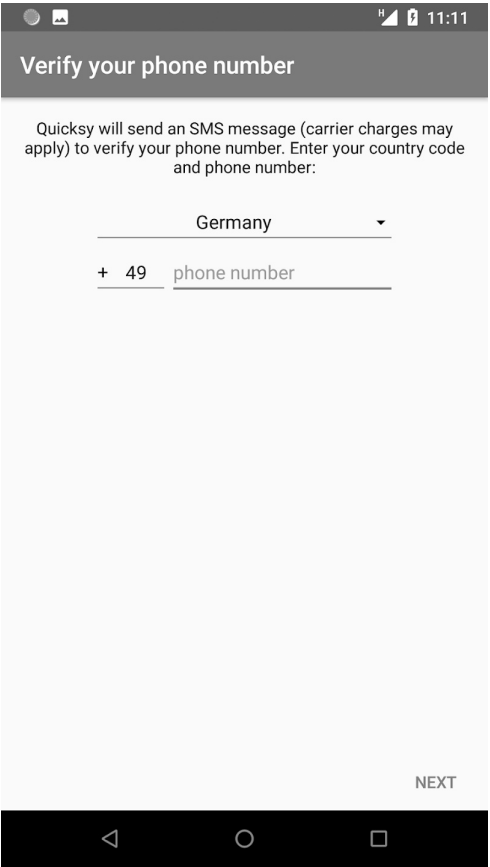 H 11:11
Verify your phone number
Quicksy will send an SMS message (carrier charges may
apply) to verify your phone number. Enter your country code
and phone number:
Germany
+ 49 phone number
NEXT